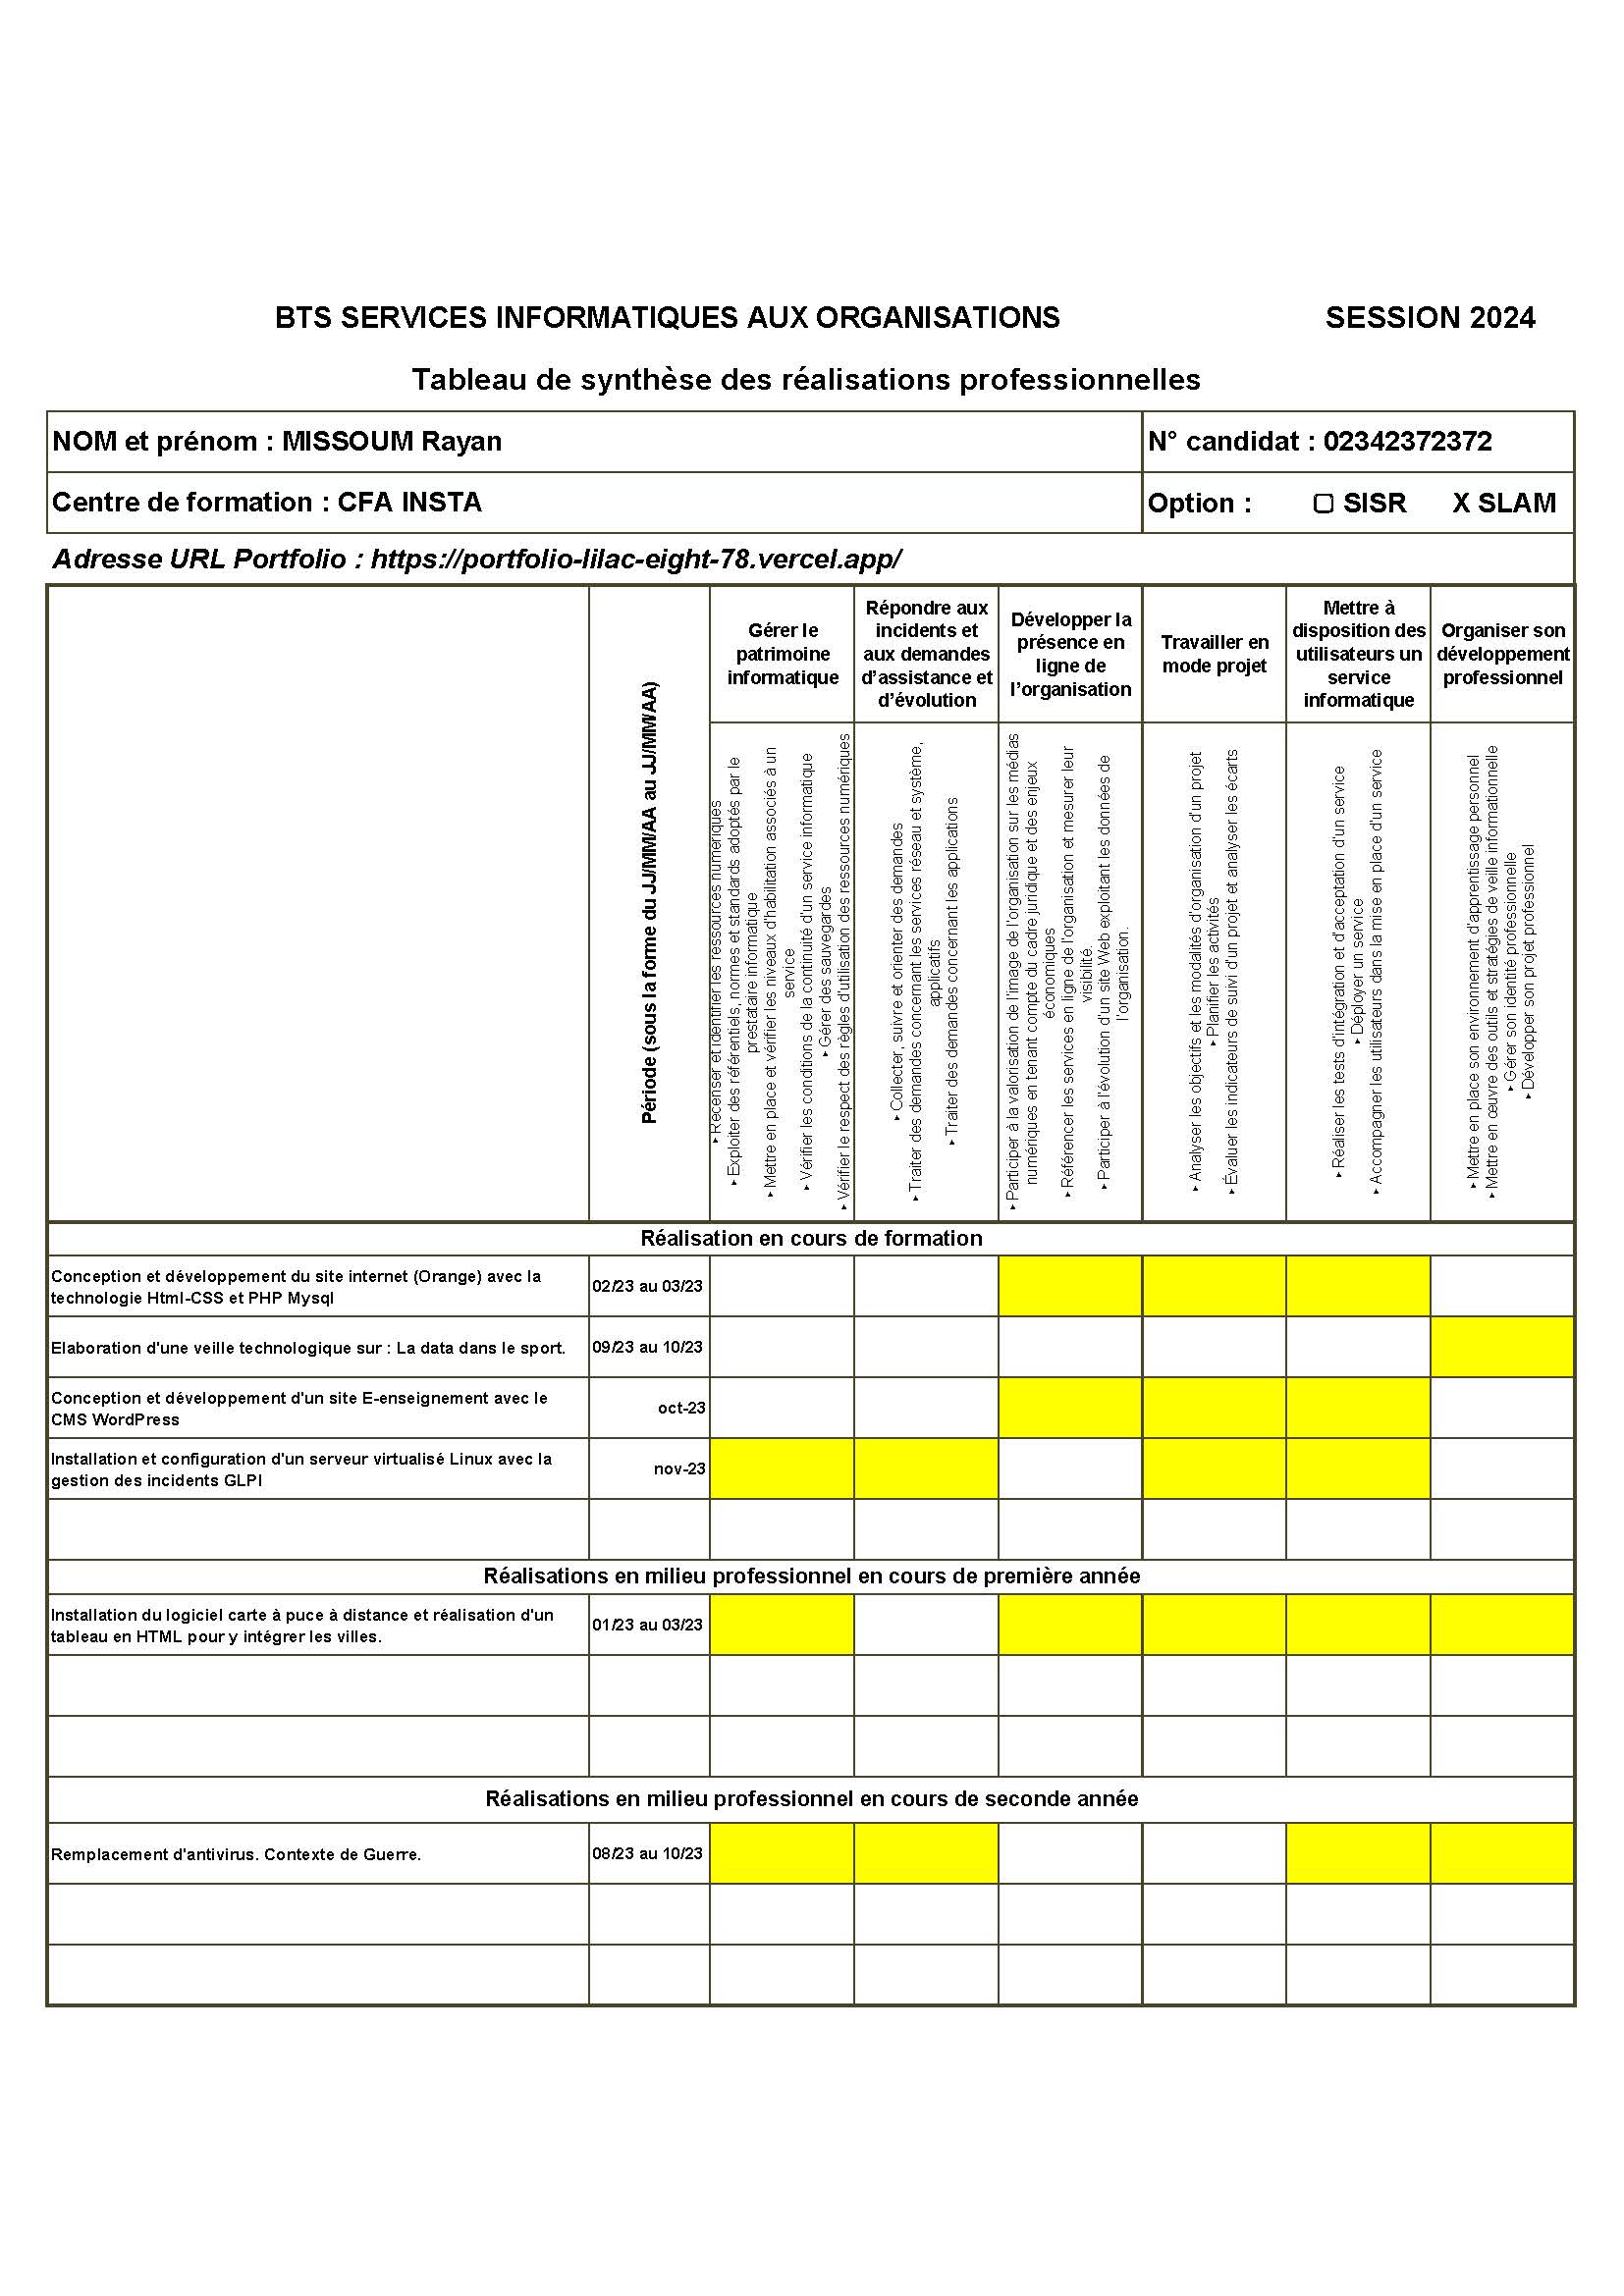 BTS SERVICES INFORMATIQUES AUX ORGANISATIONS SESSION 2024
Tableau de synthèse des réalisations professionnelles
NOM et prénom : MISSOUM Rayan
N° candidat : 02342372372
Centre de formation : CFA INSTA
Option : ▢ SISR X SLAM
Adresse URL Portfolio : https://portfolio-lilac-eight-78.vercel.app/
Période (sous la forme du JJ/MM/AA au JJ/MM/AA)
Gérer le
patrimoine
informatique
Répondre aux
incidents et
aux demandes
d’assistance et
d’évolution
Développer la
présence en
ligne de
l’organisation
Travailler en
mode projet
Mettre à
disposition des
utilisateurs un
service
informatique
Organiser son
développement
professionnel
‣ Recenser et identifier les ressources numériques
‣ Exploiter des référentiels, normes et standards adoptés par le
prestataire informatique
‣ Mettre en place et vérifier les niveaux d’habilitation associés à un
service
‣ Vérifier les conditions de la continuité d’un service informatique
‣ Gérer des sauvegardes
‣ Vérifier le respect des règles d’utilisation des ressources numériques
‣ Collecter, suivre et orienter des demandes
‣ Traiter des demandes concernant les services réseau et système,
applicatifs
‣ Traiter des demandes concernant les applications
‣ Participer à la valorisation de l’image de l’organisation sur les médias
numériques en tenant compte du cadre juridique et des enjeux
économiques
‣ Référencer les services en ligne de l’organisation et mesurer leur
visibilité.
‣ Participer à l’évolution d’un site Web exploitant les données de
l’organisation.
‣ Analyser les objectifs et les modalités d’organisation d’un projet
‣ Planifier les activités
‣ Évaluer les indicateurs de suivi d’un projet et analyser les écarts
‣ Réaliser les tests d’intégration et d’acceptation d’un service
‣ Déployer un service
‣ Accompagner les utilisateurs dans la mise en place d’un service
‣ Mettre en place son environnement d’apprentissage personnel
‣ Mettre en œuvre des outils et stratégies de veille informationnelle
‣ Gérer son identité professionnelle
‣ Développer son projet professionnel
Réalisation en cours de formation
Conception et développement du site internet (Orange) avec la
technologie Html-CSS et PHP Mysql
02/23 au 03/23
Elaboration d'une veille technologique sur : La data dans le sport.
09/23 au 10/23
Conception et développement d'un site E-enseignement avec le
CMS WordPress
oct-23
Installation et configuration d'un serveur virtualisé Linux avec la
gestion des incidents GLPI
nov-23
Réalisations en milieu professionnel en cours de première année
Installation du logiciel carte à puce à distance et réalisation d'un
tableau en HTML pour y intégrer les villes.
01/23 au 03/23
Réalisations en milieu professionnel en cours de seconde année
Remplacement d'antivirus. Contexte de Guerre.
08/23 au 10/23